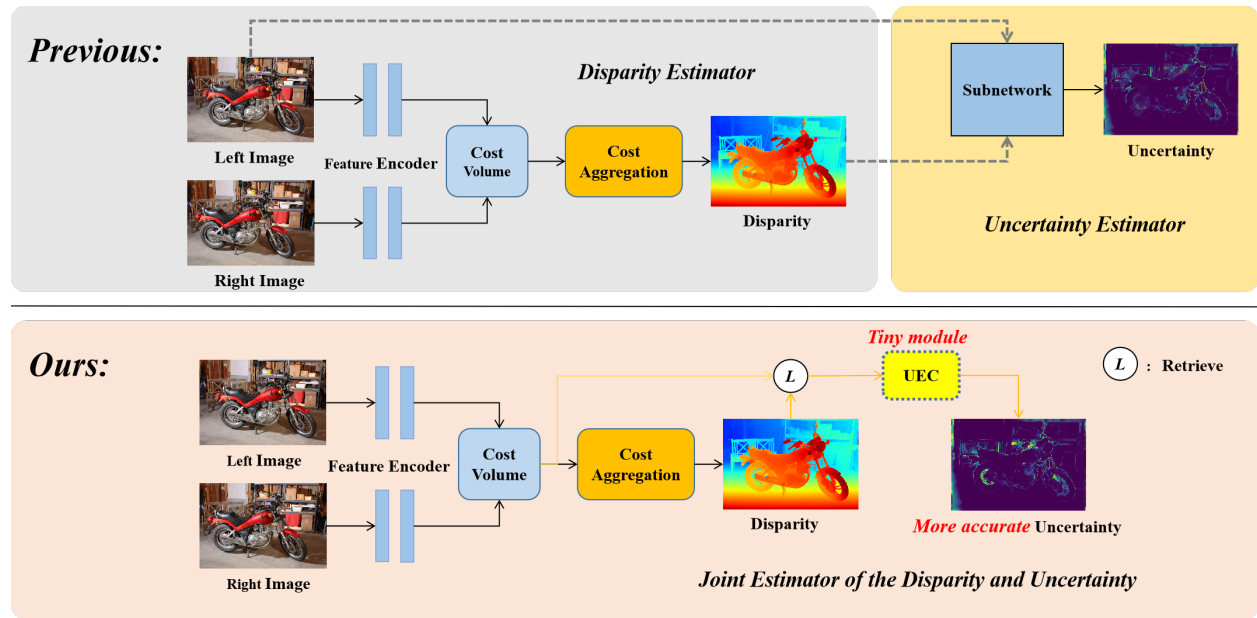 Previous:
Disparity Estimator
Left Image
Feature Encoder
Right Image
Cost
Volume
Cost
Aggregation
Disparity
Subnetwork
Uncertainty
Uncertainty Estimator
Ours:
Tiny module
L
UEC
L : Retrieve
Left Image
Feature Encoder
Right Image
Cost
Volume
Cost
Aggregation
Disparity
More accurate Uncertainty
Joint Estimator of the Disparity and Uncertainty